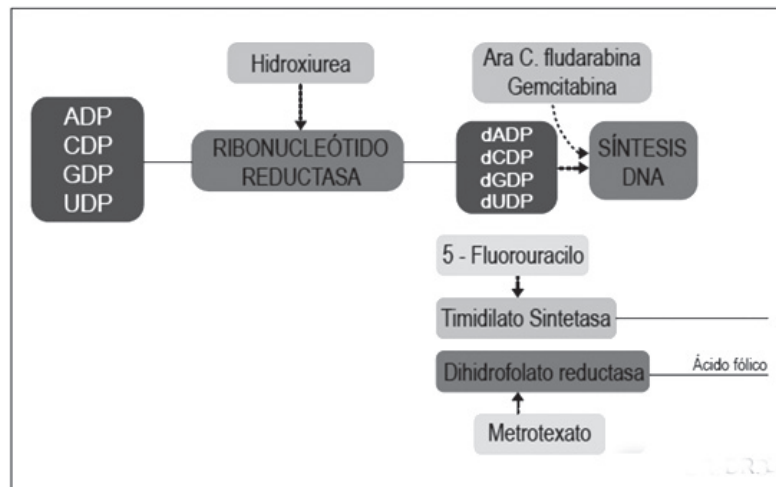 Hidroxiurea
Ara C. fludarabina
Gemcitabina
ADP
CDP
GDP
UDP
RIBONUCLEÓTIDO
REDUCTASA
dADP
dCDP
dGDP
dUDP
SÍNTESIS
DNA
5 - Fluorouracilo
Timidilato Sintetasa
Dihidrofolato reductasa
Ácido fólico
Metrotexato